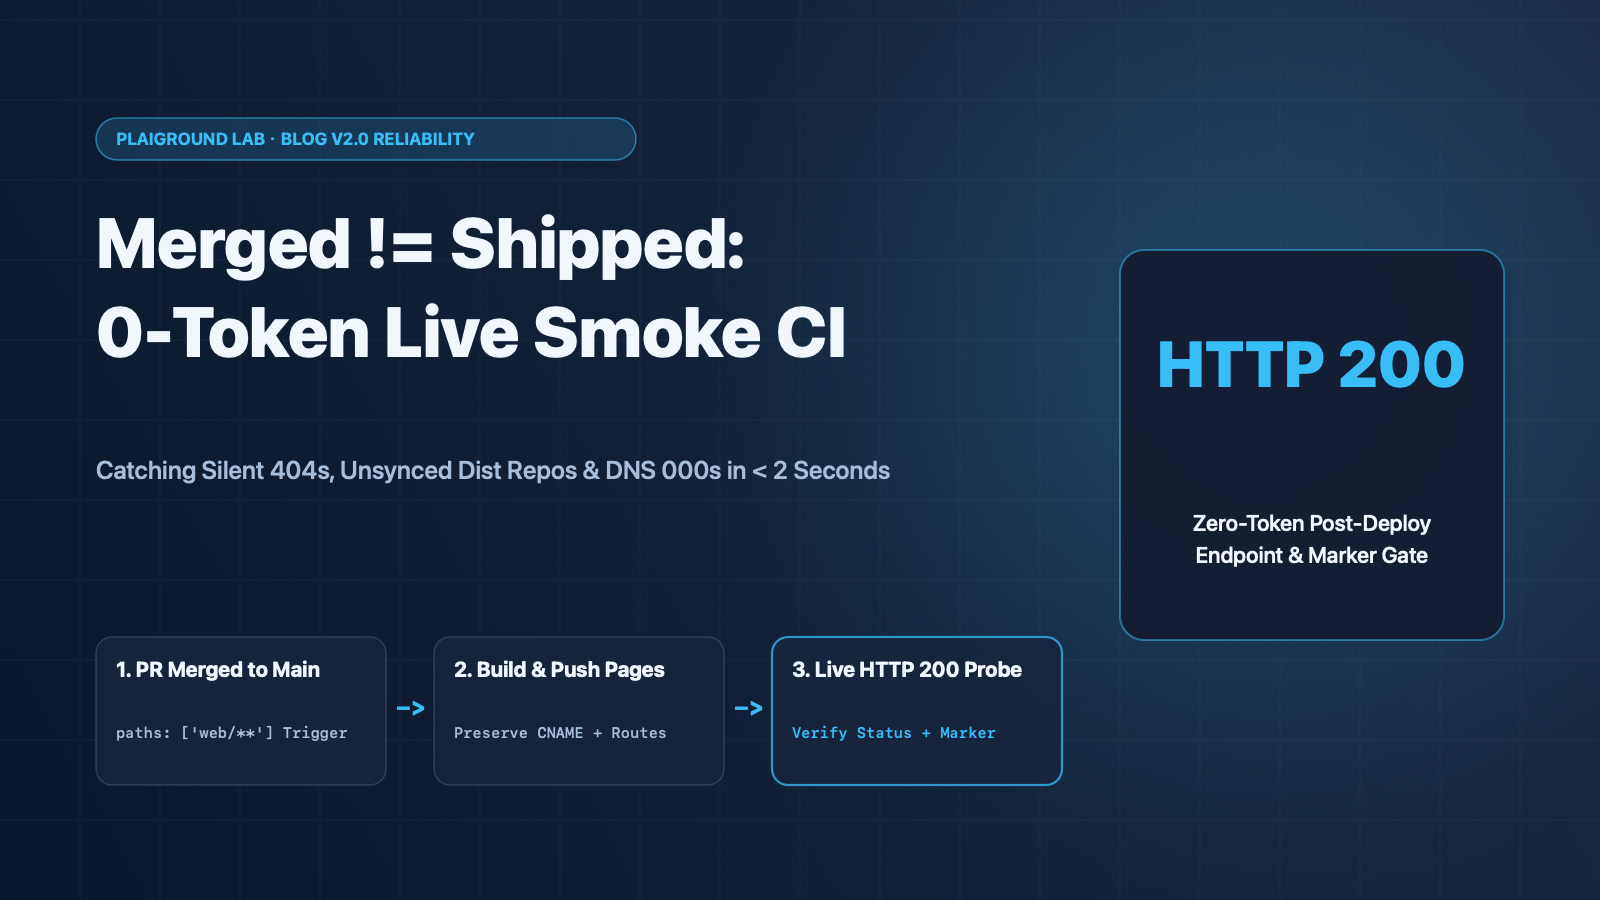 PLAIGROUND LAB · BLOG V2.0 RELIABILITY
Merged != Shipped:
0-Token Live Smoke CI
Catching Silent 404s, Unsynced Dist Repos & DNS 000s in < 2 Seconds
HTTP 200
Zero-Token Post-Deploy
Endpoint & Marker Gate
1. PR Merged to Main
paths: ['web/**'] Trigger
->
2. Build & Push Pages
Preserve CNAME + Routes
->
3. Live HTTP 200 Probe
Verify Status + Marker